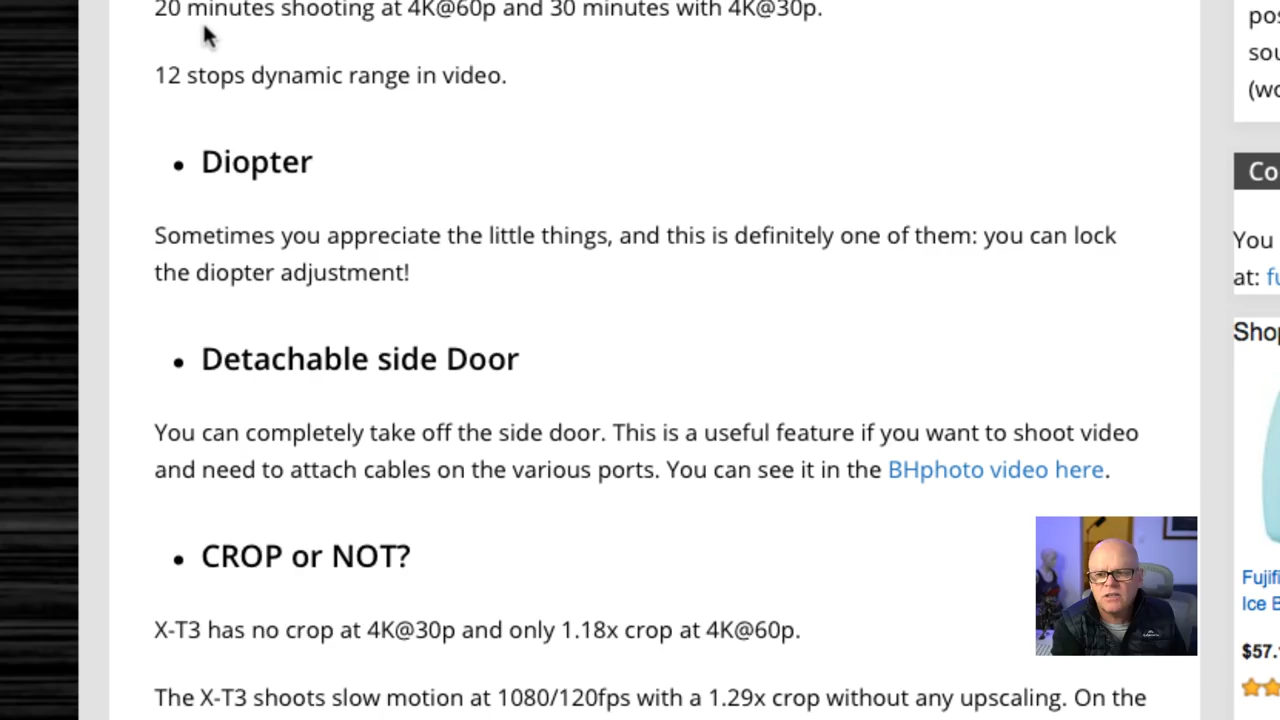 20 minutes shooting at 4K@60p and 30 minutes with 4K@30p.
12 stops dynamic range in video.
• Diopter
Sometimes you appreciate the little things, and this is definitely one of them: you can lock
the diopter adjustment!
• Detachable side Door
You can completely take off the side door. This is a useful feature if you want to shoot video
and need to attach cables on the various ports. You can see it in the BHphoto video here.
• CROP or NOT?
X-T3 has no crop at 4K@30p and only 1.18x crop at 4K@60p.
The X-T3 shoots slow motion at 1080/120fps with a 1.29x crop without any upscaling. On the
You
at:
Ice
$57.